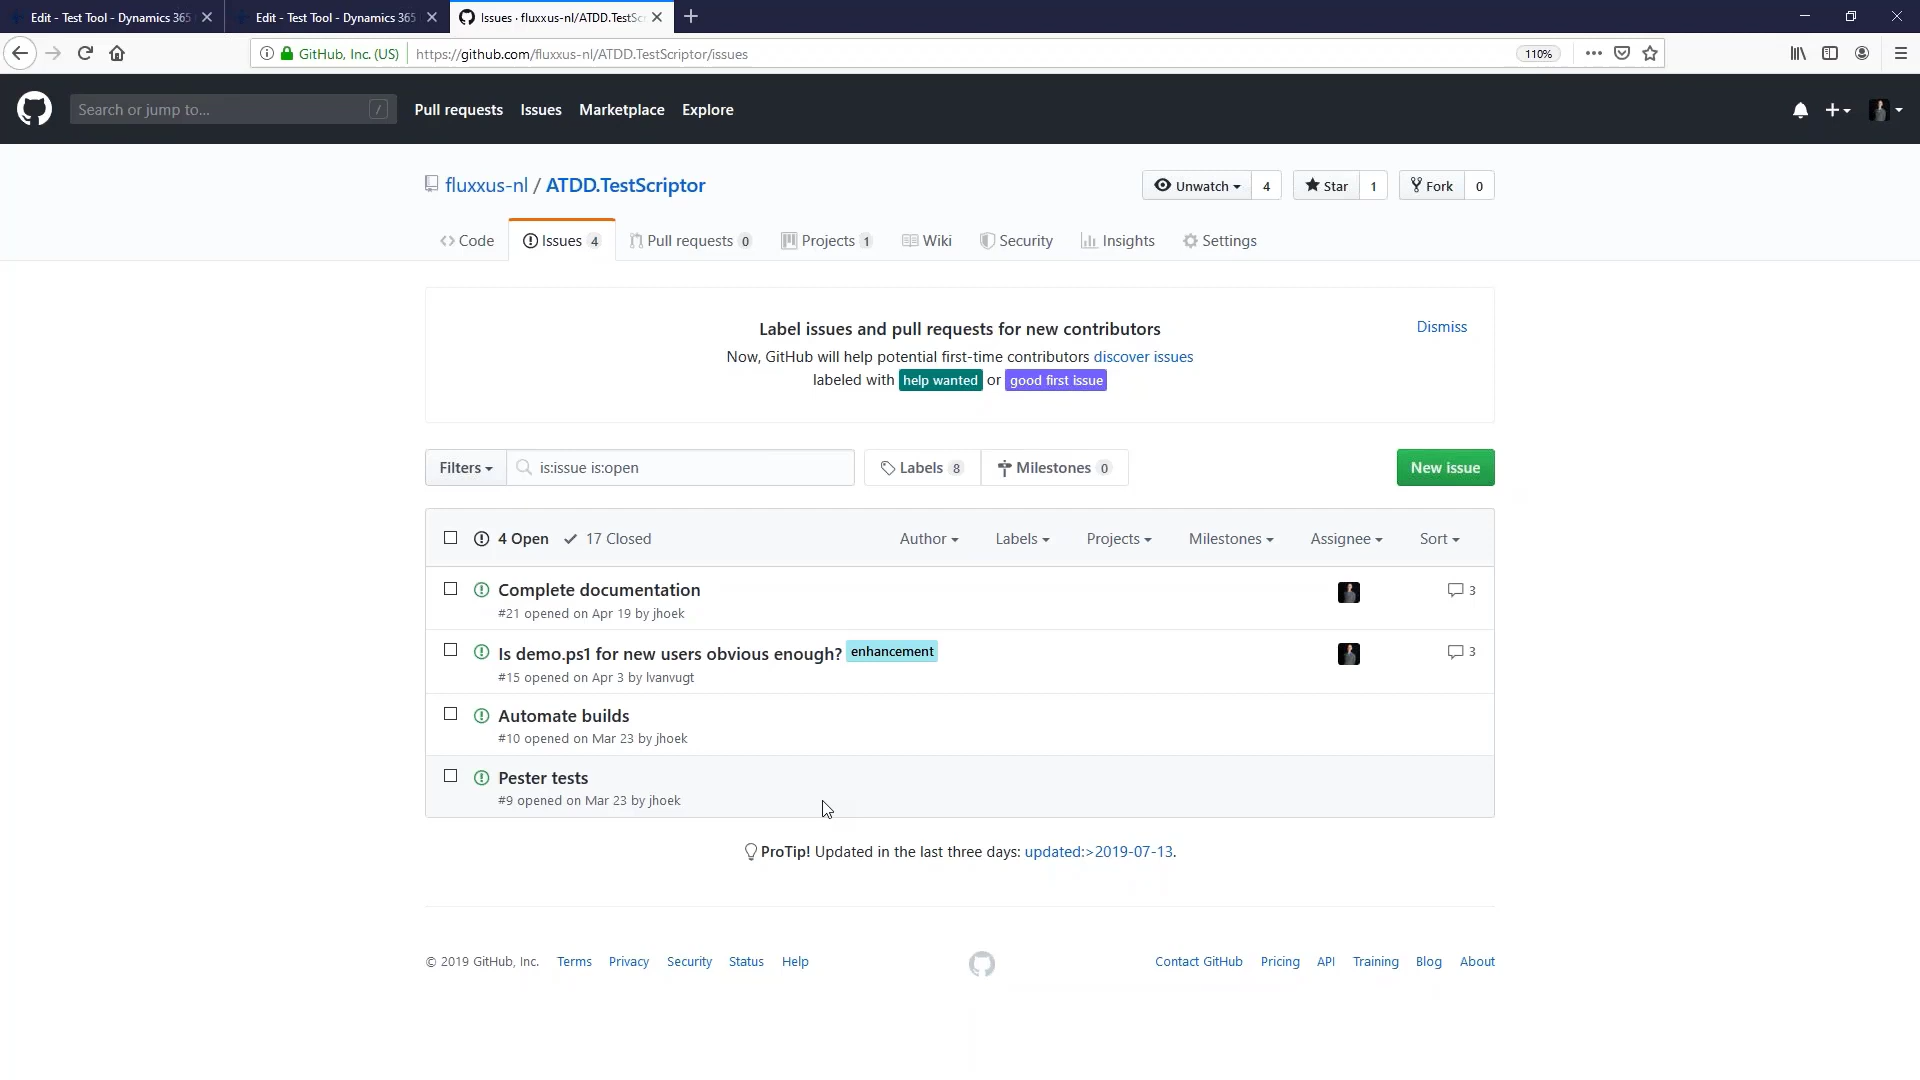 Edit - Test Tool - Dynamics 365
Edit - Test Tool - Dynamics 365
Issues · fluxxus-nl/ATDD.TestSc
GitHub, Inc. (US)
https://github.com/fluxxus-nl/ATDD.TestScriptor/issues
110%
Search or jump to...
/
Pull requests
Issues
Marketplace
Explore
fluxxus-nl / ATDD.TestScriptor
Unwatch
4
Star
1
Fork
0
Code
Issues 4
Pull requests 0
Projects 1
Wiki
Security
Insights
Settings
Label issues and pull requests for new contributors
Dismiss
Now, GitHub will help potential first-time contributors discover issues
labeled with help wanted or good first issue
Filters
is:issue is:open
Labels 8
Milestones 0
New issue
4 Open
17 Closed
Author
Labels
Projects
Milestones
Assignee
Sort
Complete documentation
3
#21 opened on Apr 19 by jhoek
Is demo.ps1 for new users obvious enough? enhancement
3
#15 opened on Apr 3 by lvanvugt
Automate builds
#10 opened on Mar 23 by jhoek
Pester tests
#9 opened on Mar 23 by jhoek
ProTip! Updated in the last three days: updated:>2019-07-13.
© 2019 GitHub, Inc.
Terms
Privacy
Security
Status
Help
Contact GitHub
Pricing
API
Training
Blog
About